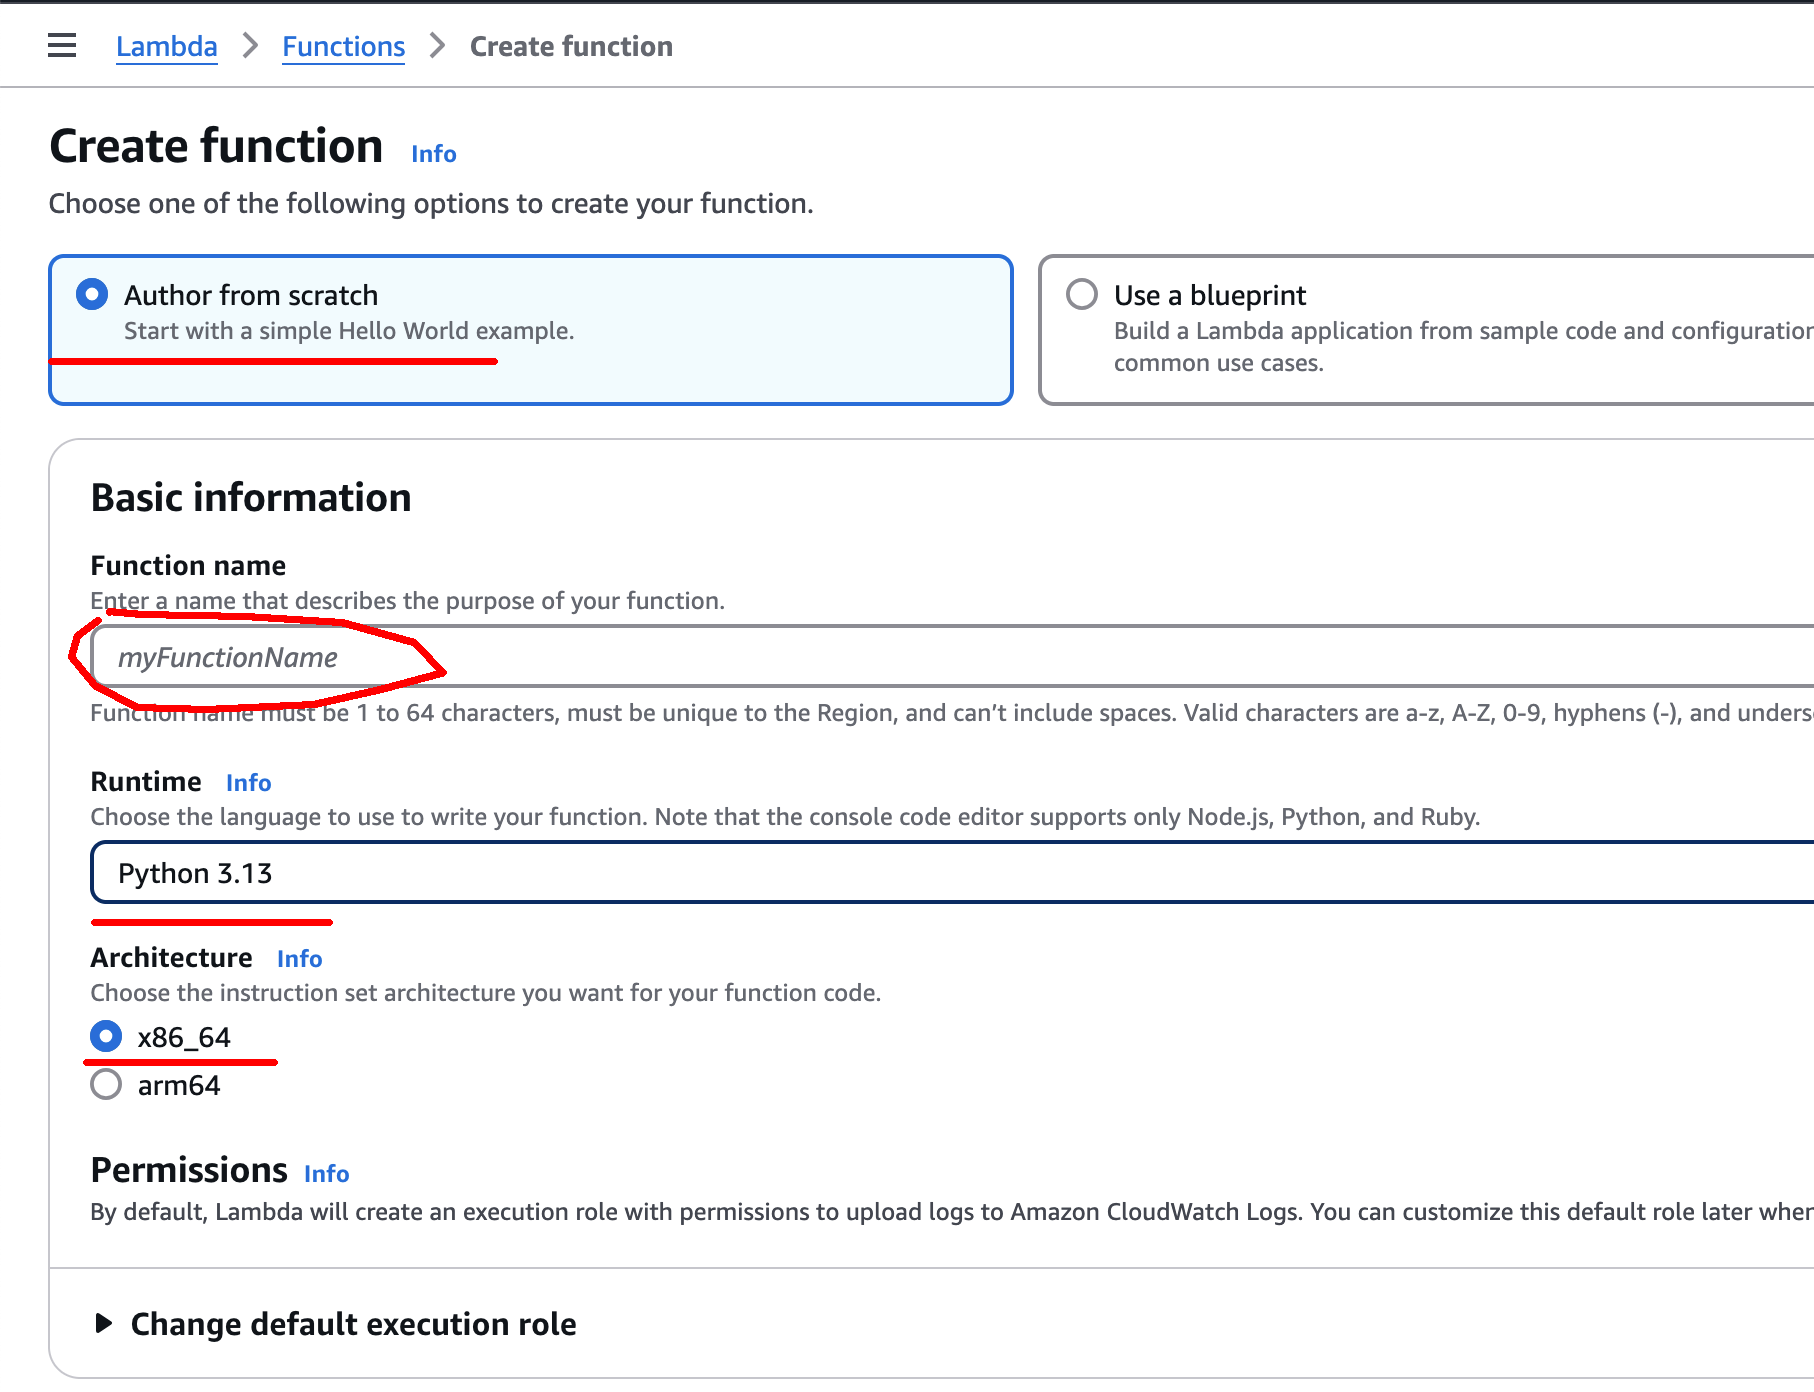 Lambda > Functions > Create function
Create function Info
Choose one of the following options to create your function.
Author from scratch
Start with a simple Hello World example.
Use a blueprint
Build a Lambda application from sample code and configuration
common use cases.
Basic information
Function name
Enter a name that describes the purpose of your function.
myFunctionName
Function name must be 1 to 64 characters, must be unique to the Region, and can’t include spaces. Valid characters are a-z, A-Z, 0-9, hyphens (-), and unders
Runtime Info
Choose the language to use to write your function. Note that the console code editor supports only Node.js, Python, and Ruby.
Python 3.13
Architecture Info
Choose the instruction set architecture you want for your function code.
x86_64
arm64
Permissions Info
By default, Lambda will create an execution role with permissions to upload logs to Amazon CloudWatch Logs. You can customize this default role later when
Change default execution role